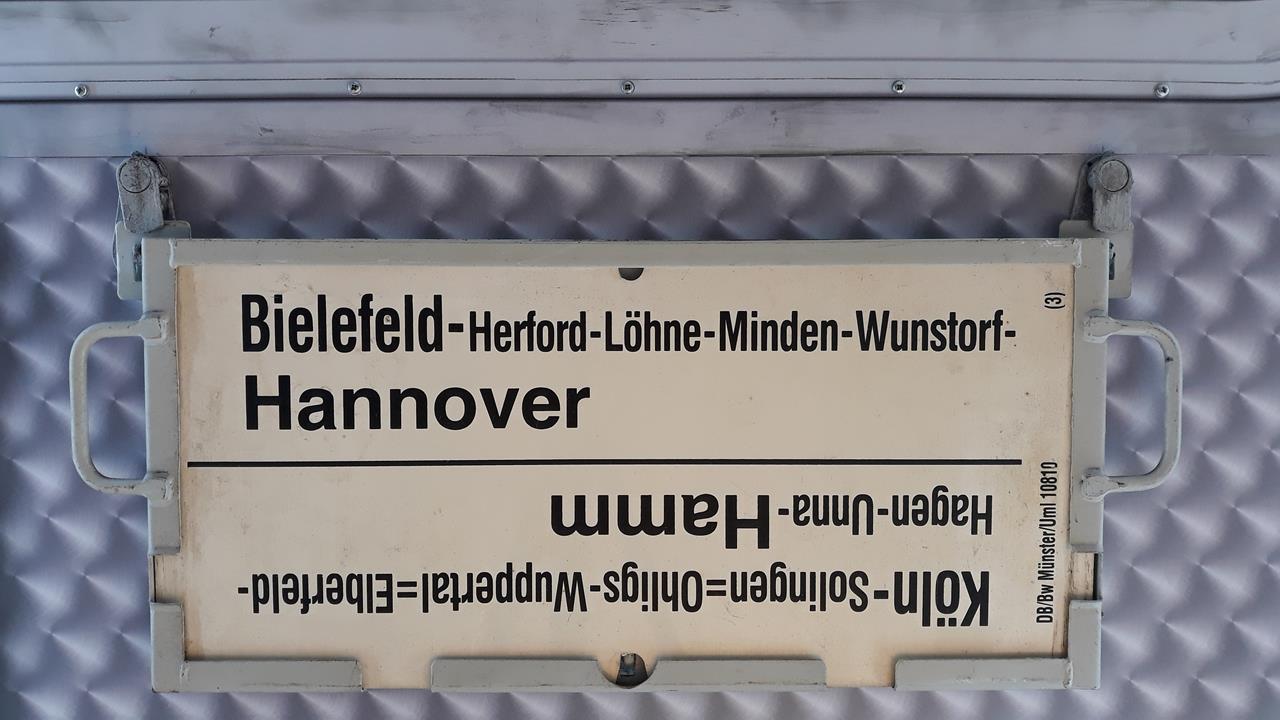 Bielefeld-Herford-Löhne-Minden-Wunstorf-
Hannover
(3)
Köln-Solingen=Ohligs-Wuppertal=Elberfeld-
Hagen-Unna-Hamm
DB/Bw Münster/Uml 10810